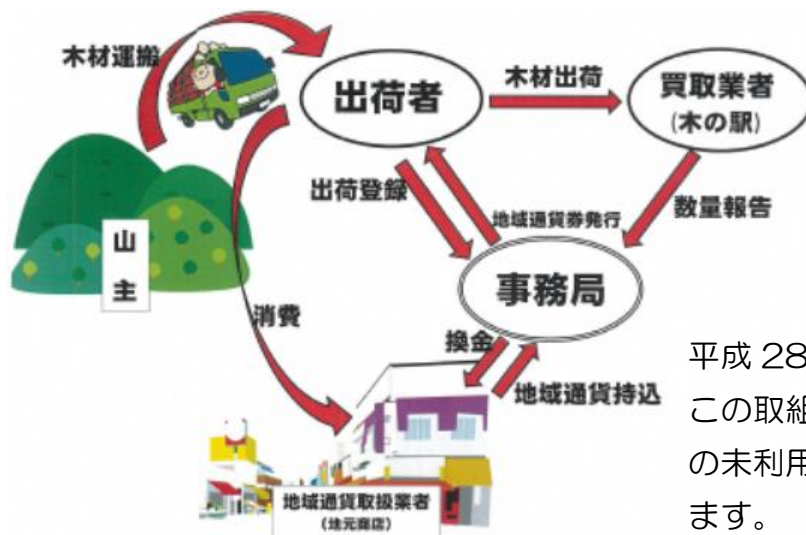 木材運搬
出荷者
木材出荷
買取業者
(木の駅)
出荷登録
地域通貨券発行
数量報告
山
主
事務局
消費
換金
地域通貨持込
地域通貨取扱業者
(地元商店)
平成 28
この取組
の未利用
ます。